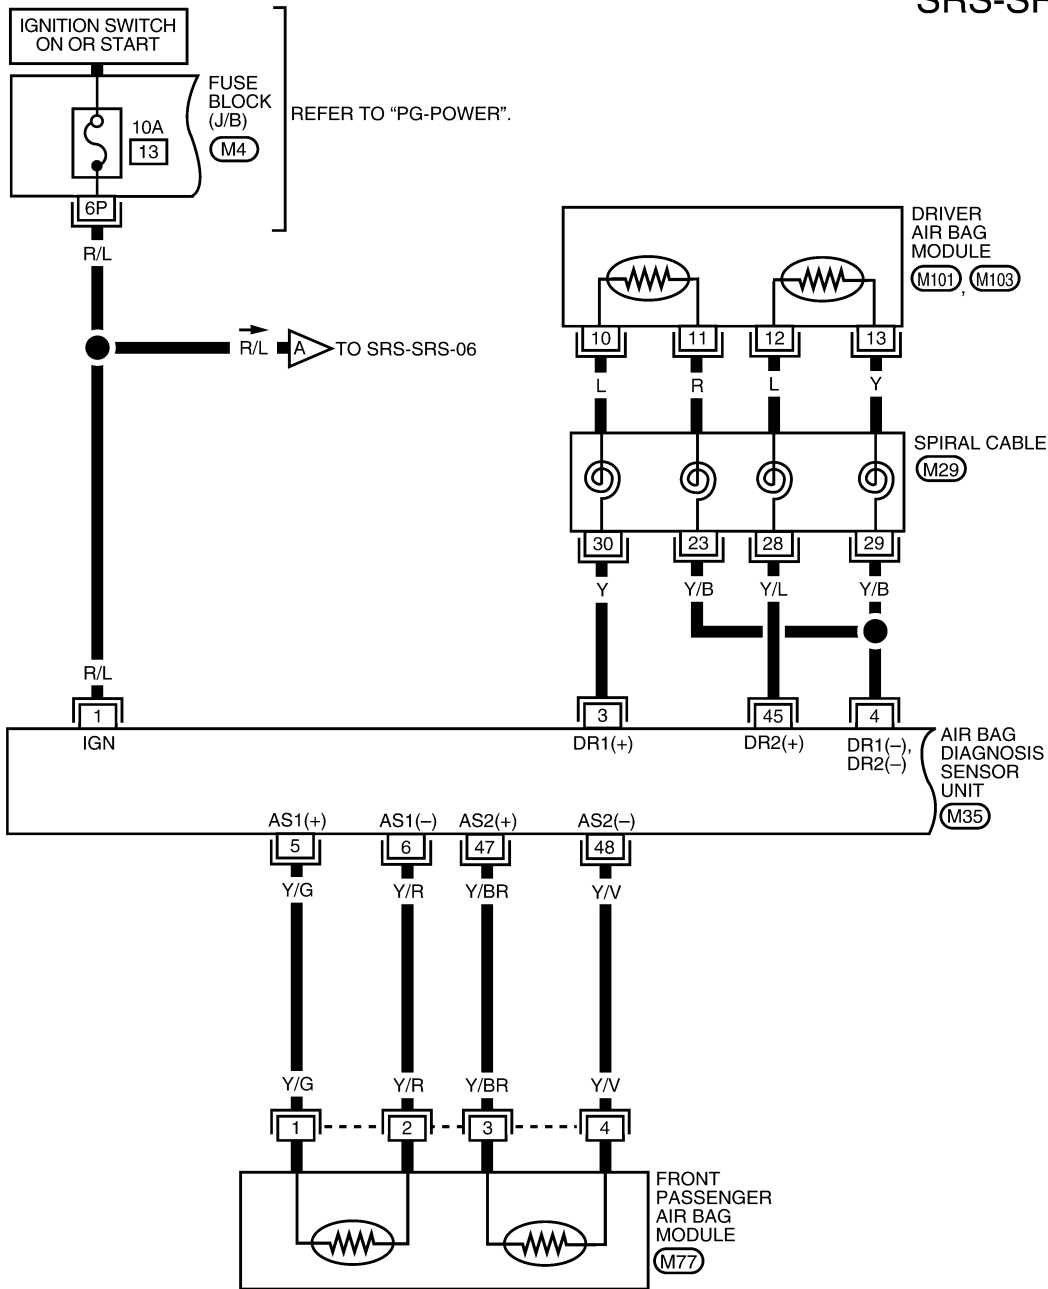 SRS-SR
IGNITION SWITCH
ON OR START
FUSE
BLOCK
(J/B)
M4
REFER TO “PG-POWER”.
10A
13
6P
R/L
R/L
A
TO SRS-SRS-06
DRIVER
AIR BAG
MODULE
M101 , M103
10 11 12 13
L R L Y
SPIRAL CABLE
M29
30 23 28 29
Y Y/B Y/L Y/B
R/L
1 3 45 4
IGN DR1(+) DR2(+) DR1(–),
DR2(–)
AIR BAG
DIAGNOSIS
SENSOR
UNIT
M35
AS1(+) AS1(–) AS2(+) AS2(–)
5 6 47 48
Y/G Y/R Y/BR Y/V
Y/G Y/R Y/BR Y/V
1 2 3 4
FRONT
PASSENGER
AIR BAG
MODULE
M77